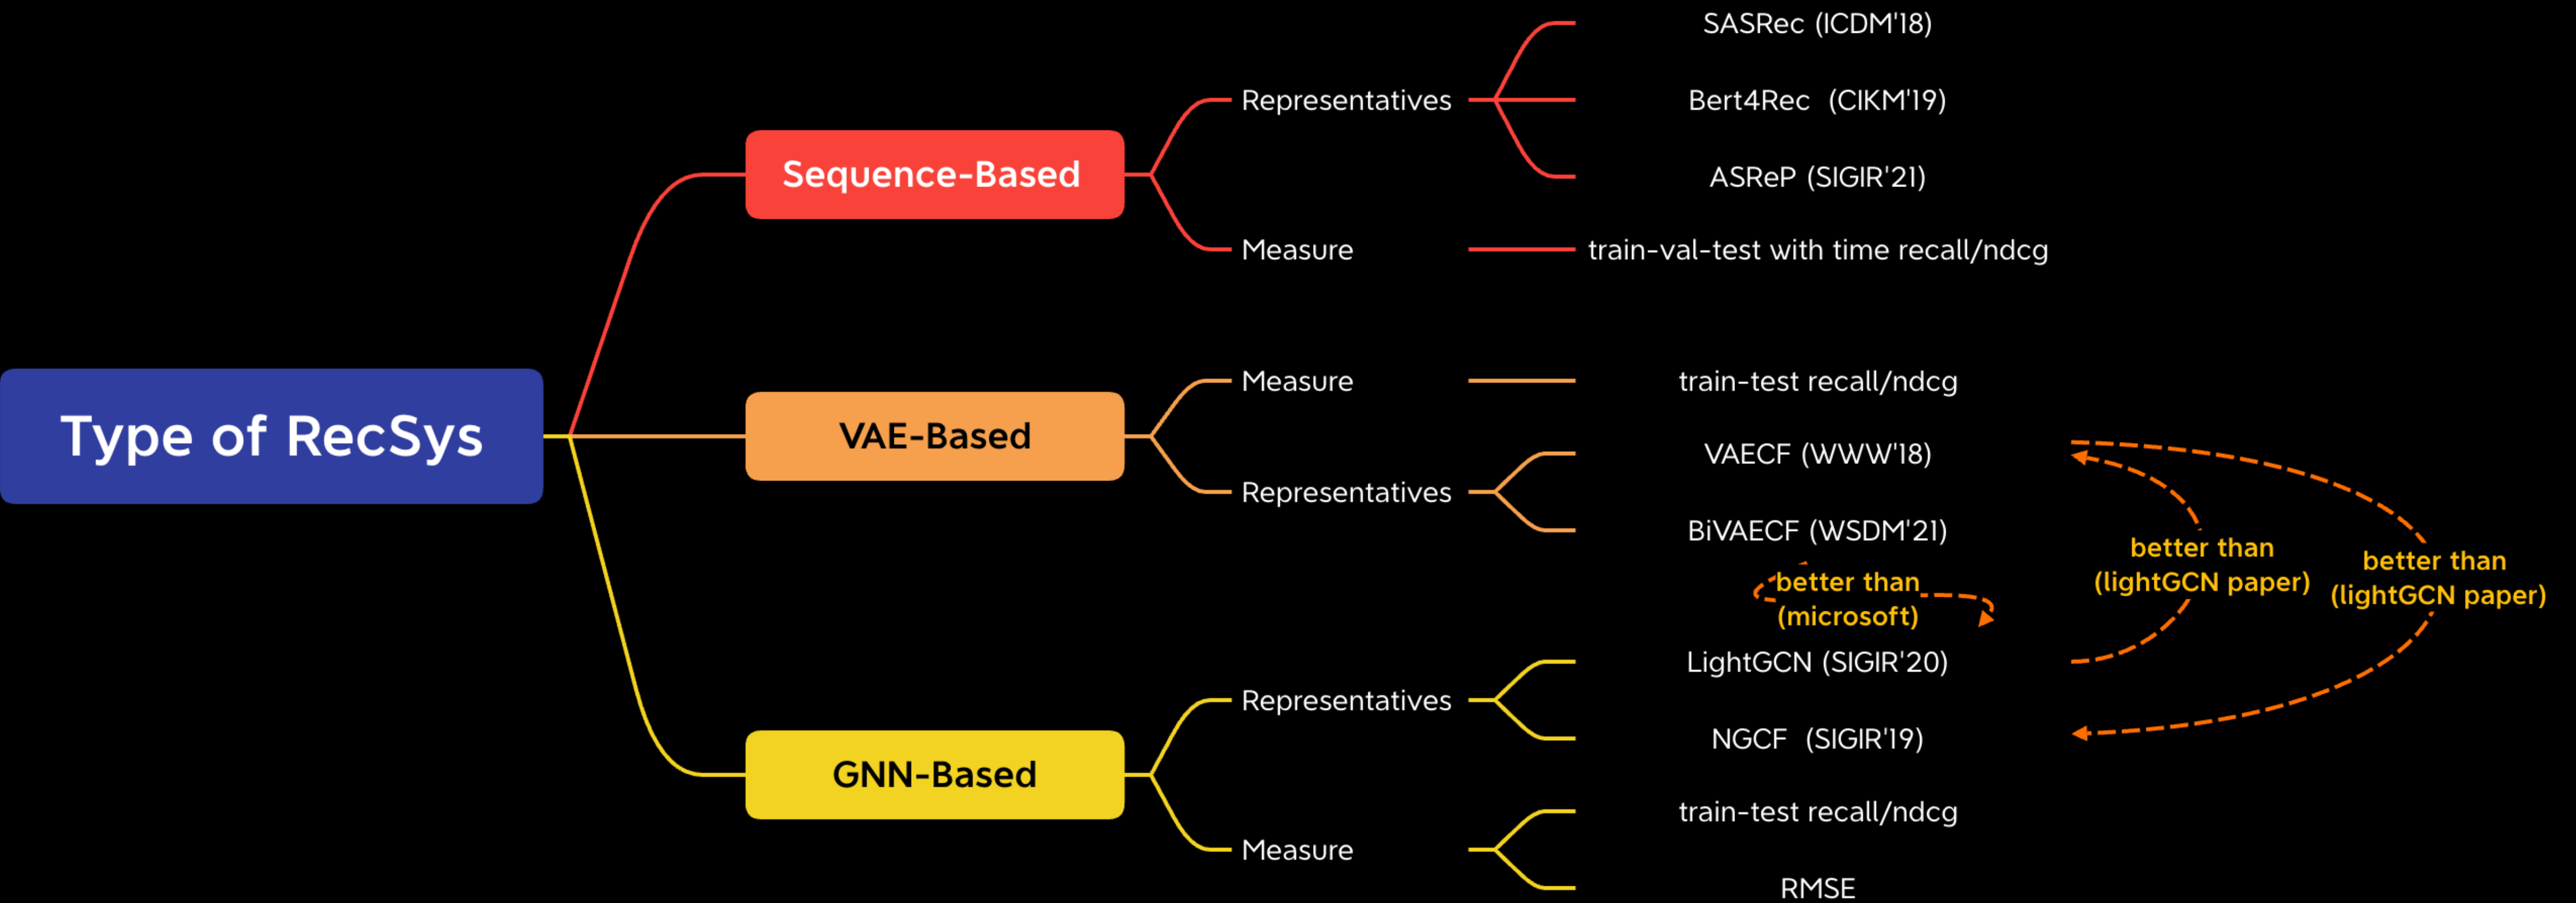 Type of RecSys
Sequence-Based
Representatives
SASRec (ICDM'18)
Bert4Rec (CIKM'19)
ASReP (SIGIR'21)
Measure
train-val-test with time recall/ndcg
VAE-Based
Measure
train-test recall/ndcg
Representatives
VAECF (WWW'18)
BiVAECF (WSDM'21)
better than
(microsoft)
better than
(lightGCN paper)
better than
(lightGCN paper)
GNN-Based
Representatives
LightGCN (SIGIR'20)
NGCF (SIGIR'19)
Measure
train-test recall/ndcg
RMSE